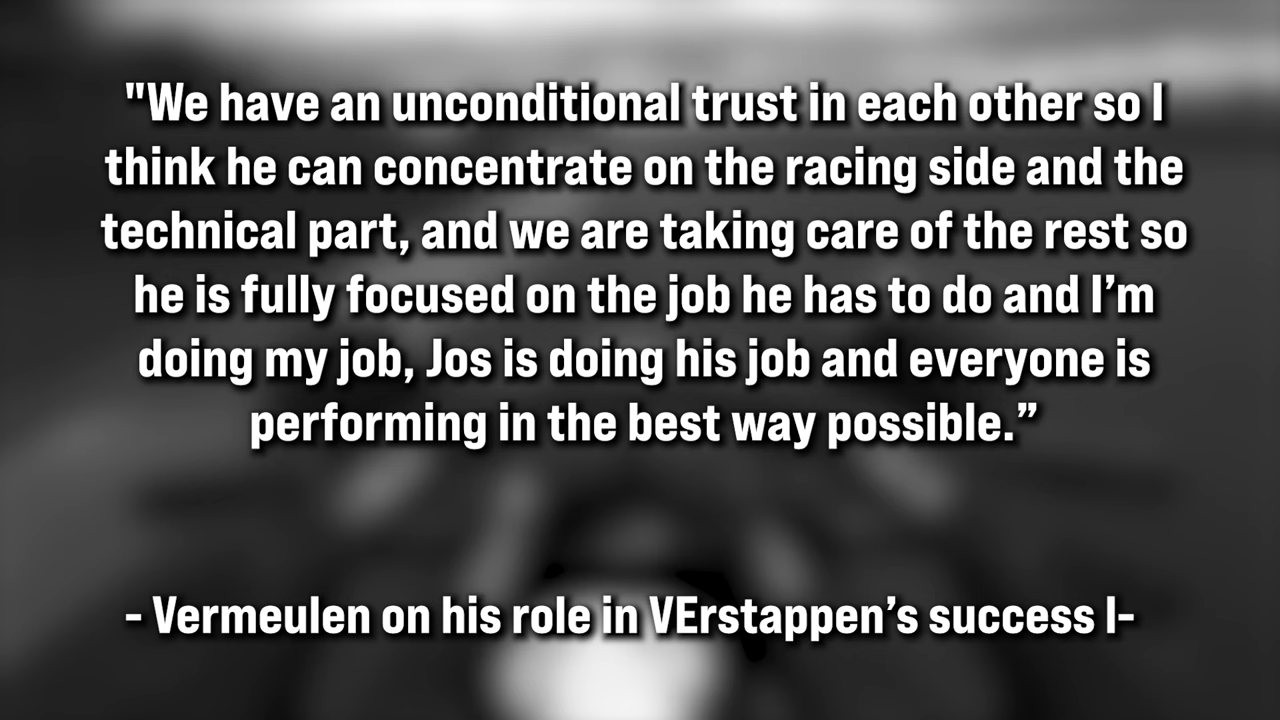 "We have an unconditional trust in each other so I
think he can concentrate on the racing side and the
technical part, and we are taking care of the rest so
he is fully focused on the job he has to do and I’m
doing my job, Jos is doing his job and everyone is
performing in the best way possible.”
- Vermeulen on his role in VErstappen’s success I-